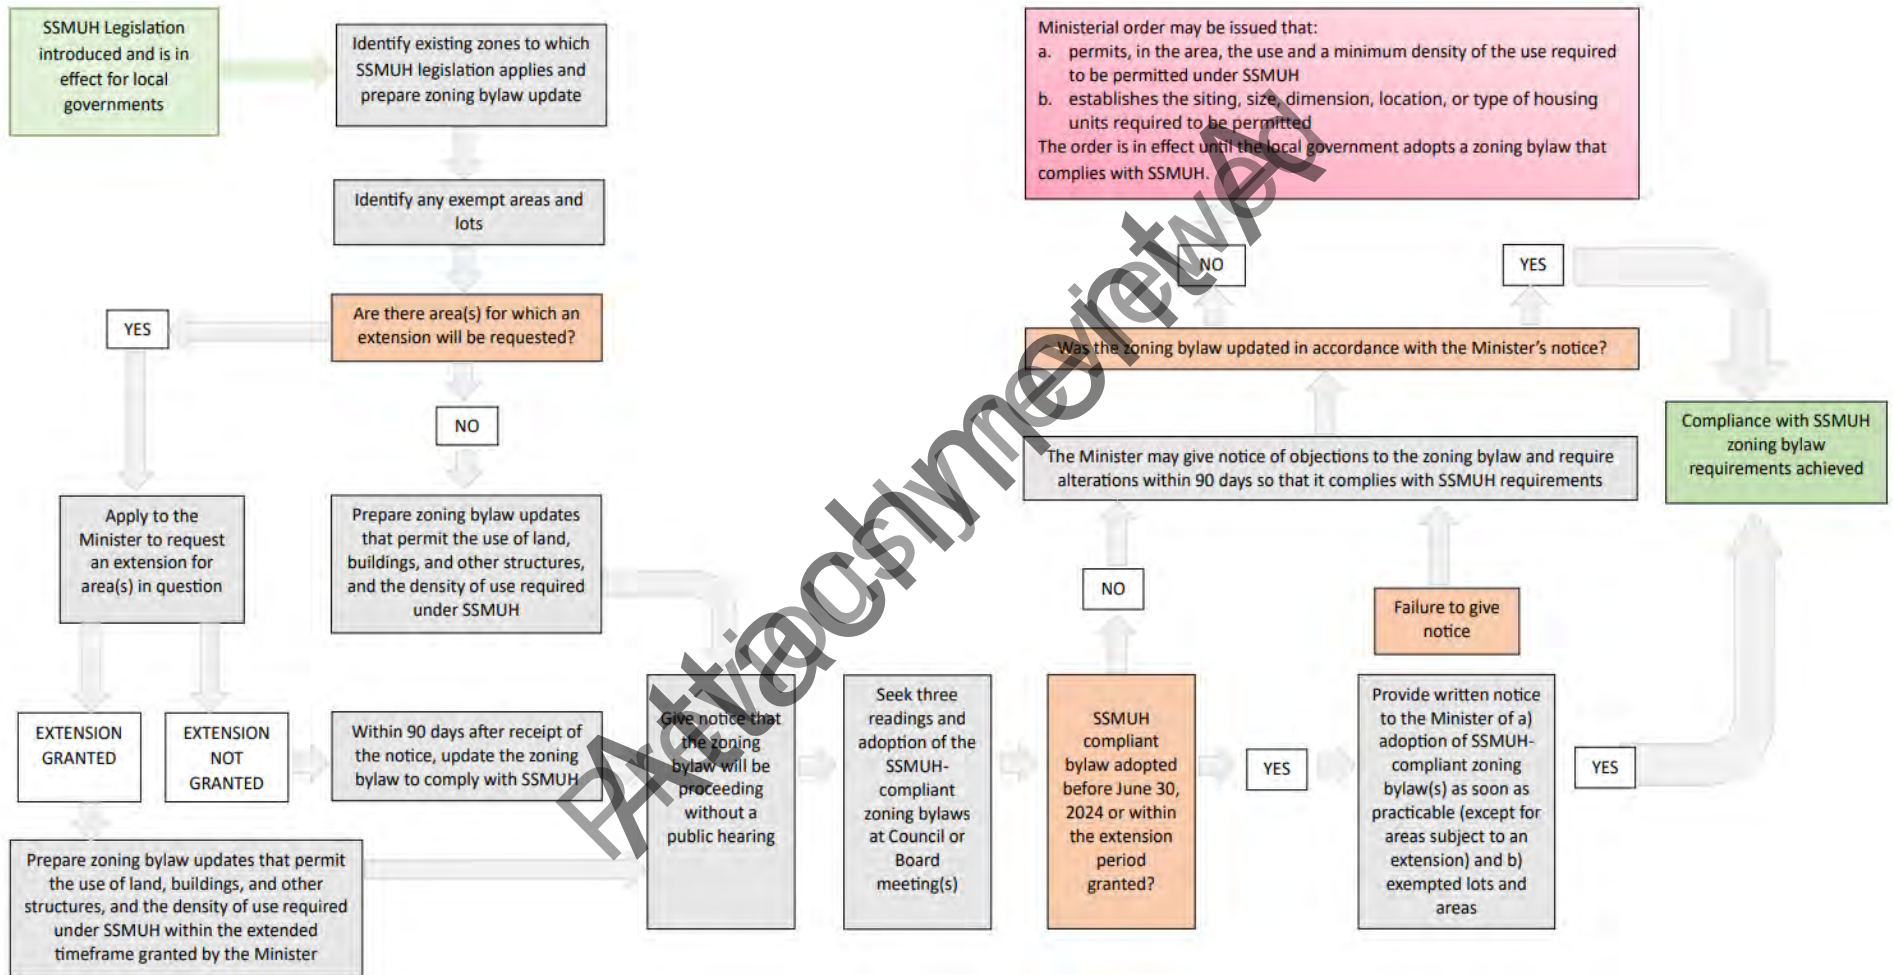 SSMUH Legislation
introduced and is in
effect for local
governments
Identify existing zones to which
SSMUH legislation applies and
prepare zoning bylaw update
Identify any exempt areas and
lots
Are there area(s) for which an
extension will be requested?
YES
NO
Apply to the
Minister to request
an extension for
area(s) in question
Prepare zoning bylaw updates
that permit the use of land,
buildings, and other structures,
and the density of use required
under SSMUH
EXTENSION
GRANTED
EXTENSION
NOT
GRANTED
Within 90 days after receipt of
the notice, update the zoning
bylaw to comply with SSMUH
Prepare zoning bylaw updates that permit
the use of land, buildings, and other
structures, and the density of use required
under SSMUH within the extended
timeframe granted by the Minister
Give notice that
the zoning
bylaw will be
proceeding
without a
public hearing
Seek three
readings and
adoption of the
SSMUH-
compliant
zoning bylaws
at Council or
Board
meeting(s)
SSMUH
compliant
bylaw adopted
before June 30,
2024 or within
the extension
period
granted?
NO
YES
Provide written notice
to the Minister of a)
adoption of SSMUH-
compliant zoning
bylaw(s) as soon as
practicable (except for
areas subject to an
extension) and b)
exempted lots and
areas
YES
Failure to give
notice
The Minister may give notice of objections to the zoning bylaw and require
alterations within 90 days so that it complies with SSMUH requirements
Was the zoning bylaw updated in accordance with the Minister's notice?
NO
YES
Ministerial order may be issued that:
a. permits, in the area, the use and a minimum density of the use required
to be permitted under SSMUH
b. establishes the siting, size, dimension, location, or type of housing
units required to be permitted
The order is in effect until the local government adopts a zoning bylaw that
complies with SSMUH.
Compliance with SSMUH
zoning bylaw
requirements achieved